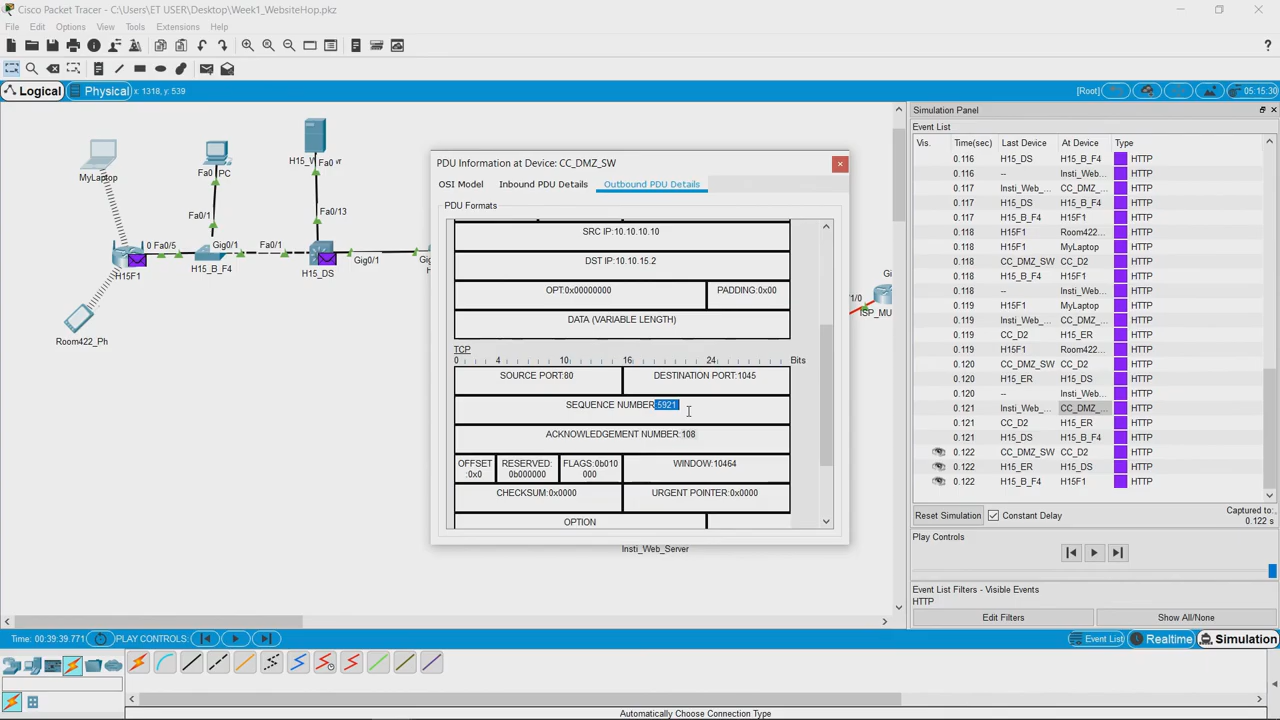 Cisco Packet Tracer - C:\Users\ET USER\Desktop\Week1_WebsiteHop.pkz
File Edit Options View Tools Extensions Help
?
Logical Physical x: 1318, y: 539
[Root] 05:15:30
MyLaptop
H15F1
Room422_Ph
0 Fa0/5
Fa0 PC
Fa0/1
Gig0/1
H15_B_F4
Fa0/1
Fa0
Fa0/13
H15_DS
Gig0/1
1/0
ISP_MU
Insti_Web_Server
PDU Information at Device: CC_DMZ_SW
OSI Model Inbound PDU Details Outbound PDU Details
PDU Formats
SRC IP:10.10.10.10
DST IP:10.10.15.2
OPT:0x00000000 PADDING:0x00
DATA (VARIABLE LENGTH)
TCP
0 4 10 16 24 Bits
SOURCE PORT:80 DESTINATION PORT:1045
SEQUENCE NUMBER:5921
ACKNOWLEDGEMENT NUMBER:108
OFFSET RESERVED: FLAGS:0b010 WINDOW:10464
:0x0 0b000000 000
CHECKSUM:0x0000 URGENT POINTER:0x0000
OPTION
Simulation Panel
Event List
Vis. Time(sec) Last Device At Device Type
0.116 H15_DS H15_B_F4 HTTP
0.116 -- Insti_Web_... HTTP
0.117 Insti_Web_... CC_DMZ_... HTTP
0.117 H15_DS H15_B_F4 HTTP
0.117 H15_B_F4 H15F1 HTTP
0.118 H15F1 Room422... HTTP
0.118 H15F1 MyLaptop HTTP
0.118 CC_DMZ_SW CC_D2 HTTP
0.118 H15_B_F4 H15F1 HTTP
0.118 -- Insti_Web_... HTTP
0.119 H15F1 MyLaptop HTTP
0.119 Insti_Web_... CC_DMZ_... HTTP
0.119 CC_D2 H15_ER HTTP
0.119 H15F1 Room422... HTTP
0.120 CC_DMZ_SW CC_D2 HTTP
0.120 H15_ER H15_DS HTTP
0.120 -- Insti_Web_... HTTP
0.121 Insti_Web_... CC_DMZ_... HTTP
0.121 CC_D2 H15_ER HTTP
0.121 H15_DS H15_B_F4 HTTP
0.122 CC_DMZ_SW CC_D2 HTTP
0.122 H15_ER H15_DS HTTP
0.122 H15_B_F4 H15F1 HTTP
Reset Simulation Constant Delay Captured to:
0.122 s
Play Controls
Event List Filters - Visible Events
HTTP
Edit Filters Show All/None
Time: 00:39:39.771 PLAY CONTROLS: Event List Realtime Simulation
Automatically Choose Connection Type